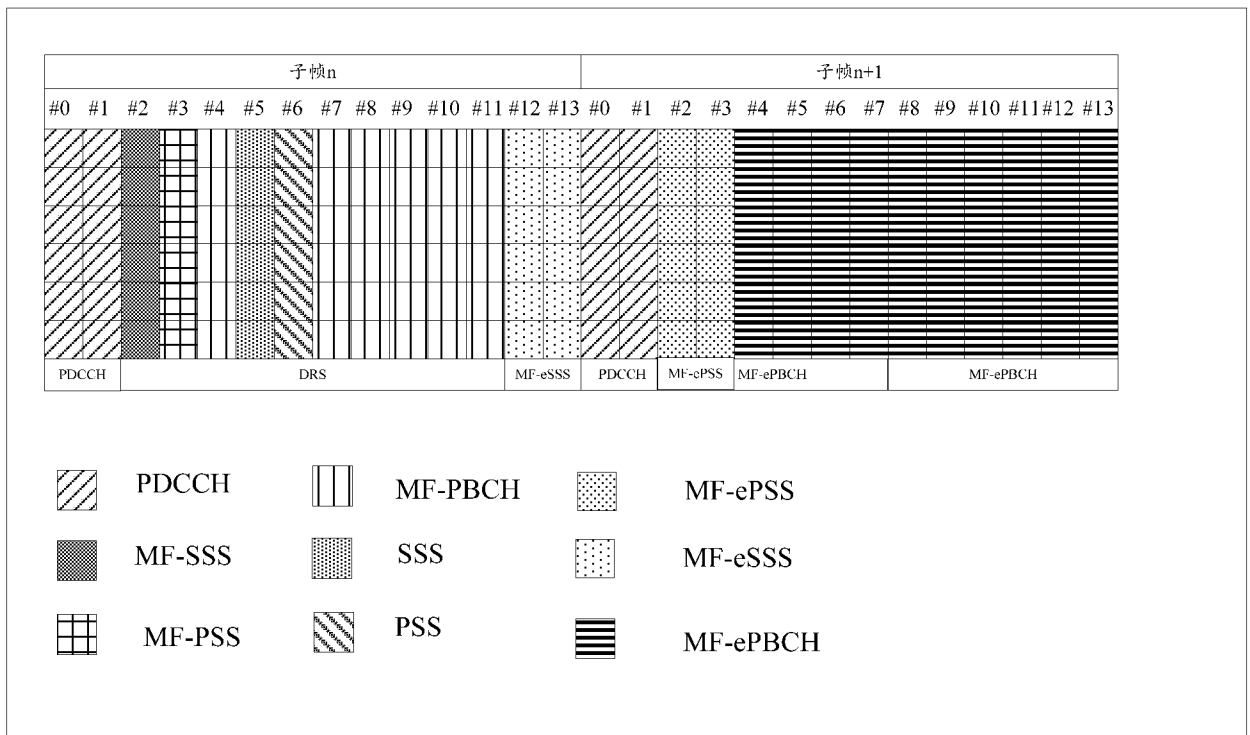 子帧n 子帧n+1
#0 #1 #2 #3 #4 #5 #6 #7 #8 #9 #10 #11 #12 #13 #0 #1 #2 #3 #4 #5 #6 #7 #8 #9 #10 #11 #12 #13
PDCCH DRS MF-eSSS PDCCH MF-ePSS MF-ePBCH MF-ePBCH
PDCCH MF-PBCH MF-ePSS
MF-SSS SSS MF-eSSS
MF-PSS PSS MF-ePBCH